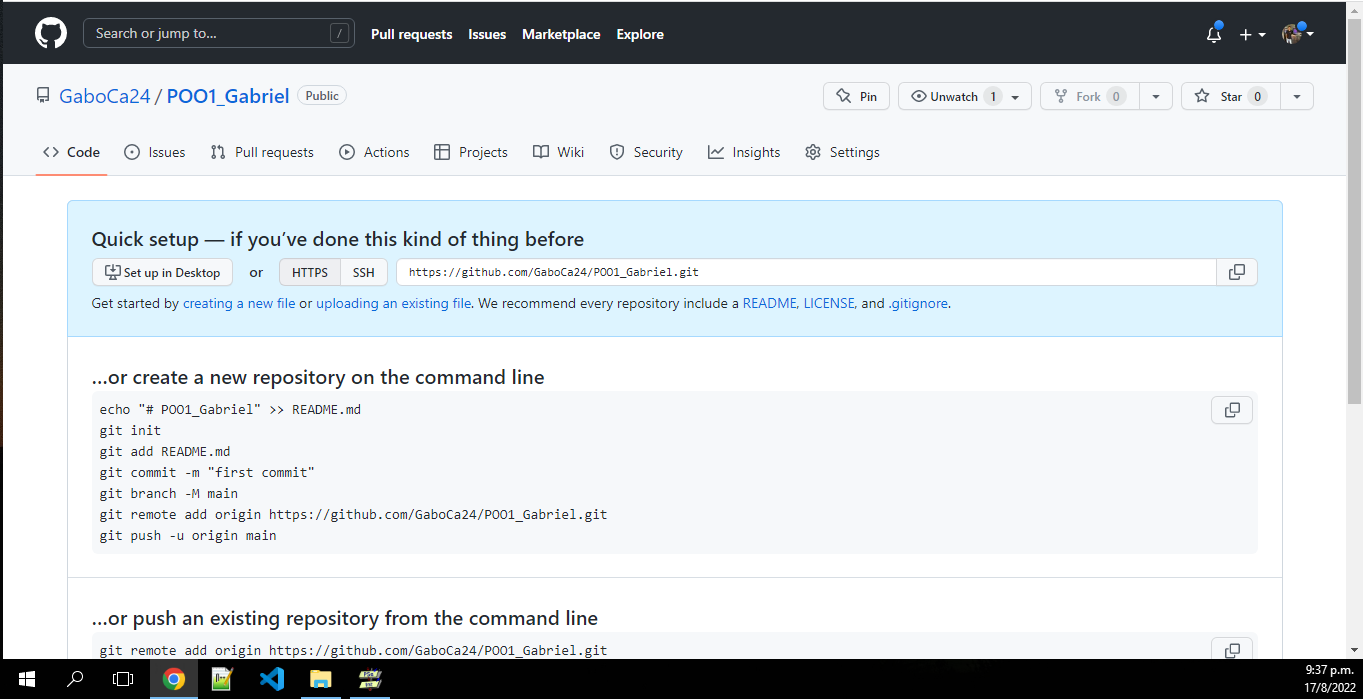 Search or jump to... /
Pull requests Issues Marketplace Explore
GaboCa24 / POO1_Gabriel Public
Pin Unwatch 1 Fork 0 Star 0
Code Issues Pull requests Actions Projects Wiki Security Insights Settings
Quick setup — if you’ve done this kind of thing before
Set up in Desktop or HTTPS SSH https://github.com/GaboCa24/POO1_Gabriel.git
Get started by creating a new file or uploading an existing file. We recommend every repository include a README, LICENSE, and .gitignore.
…or create a new repository on the command line
echo "# POO1_Gabriel" >> README.md
git init
git add README.md
git commit -m "first commit"
git branch -M main
git remote add origin https://github.com/GaboCa24/POO1_Gabriel.git
git push -u origin main
…or push an existing repository from the command line
git remote add origin https://github.com/GaboCa24/POO1_Gabriel.git
9:37 p.m.
17/8/2022